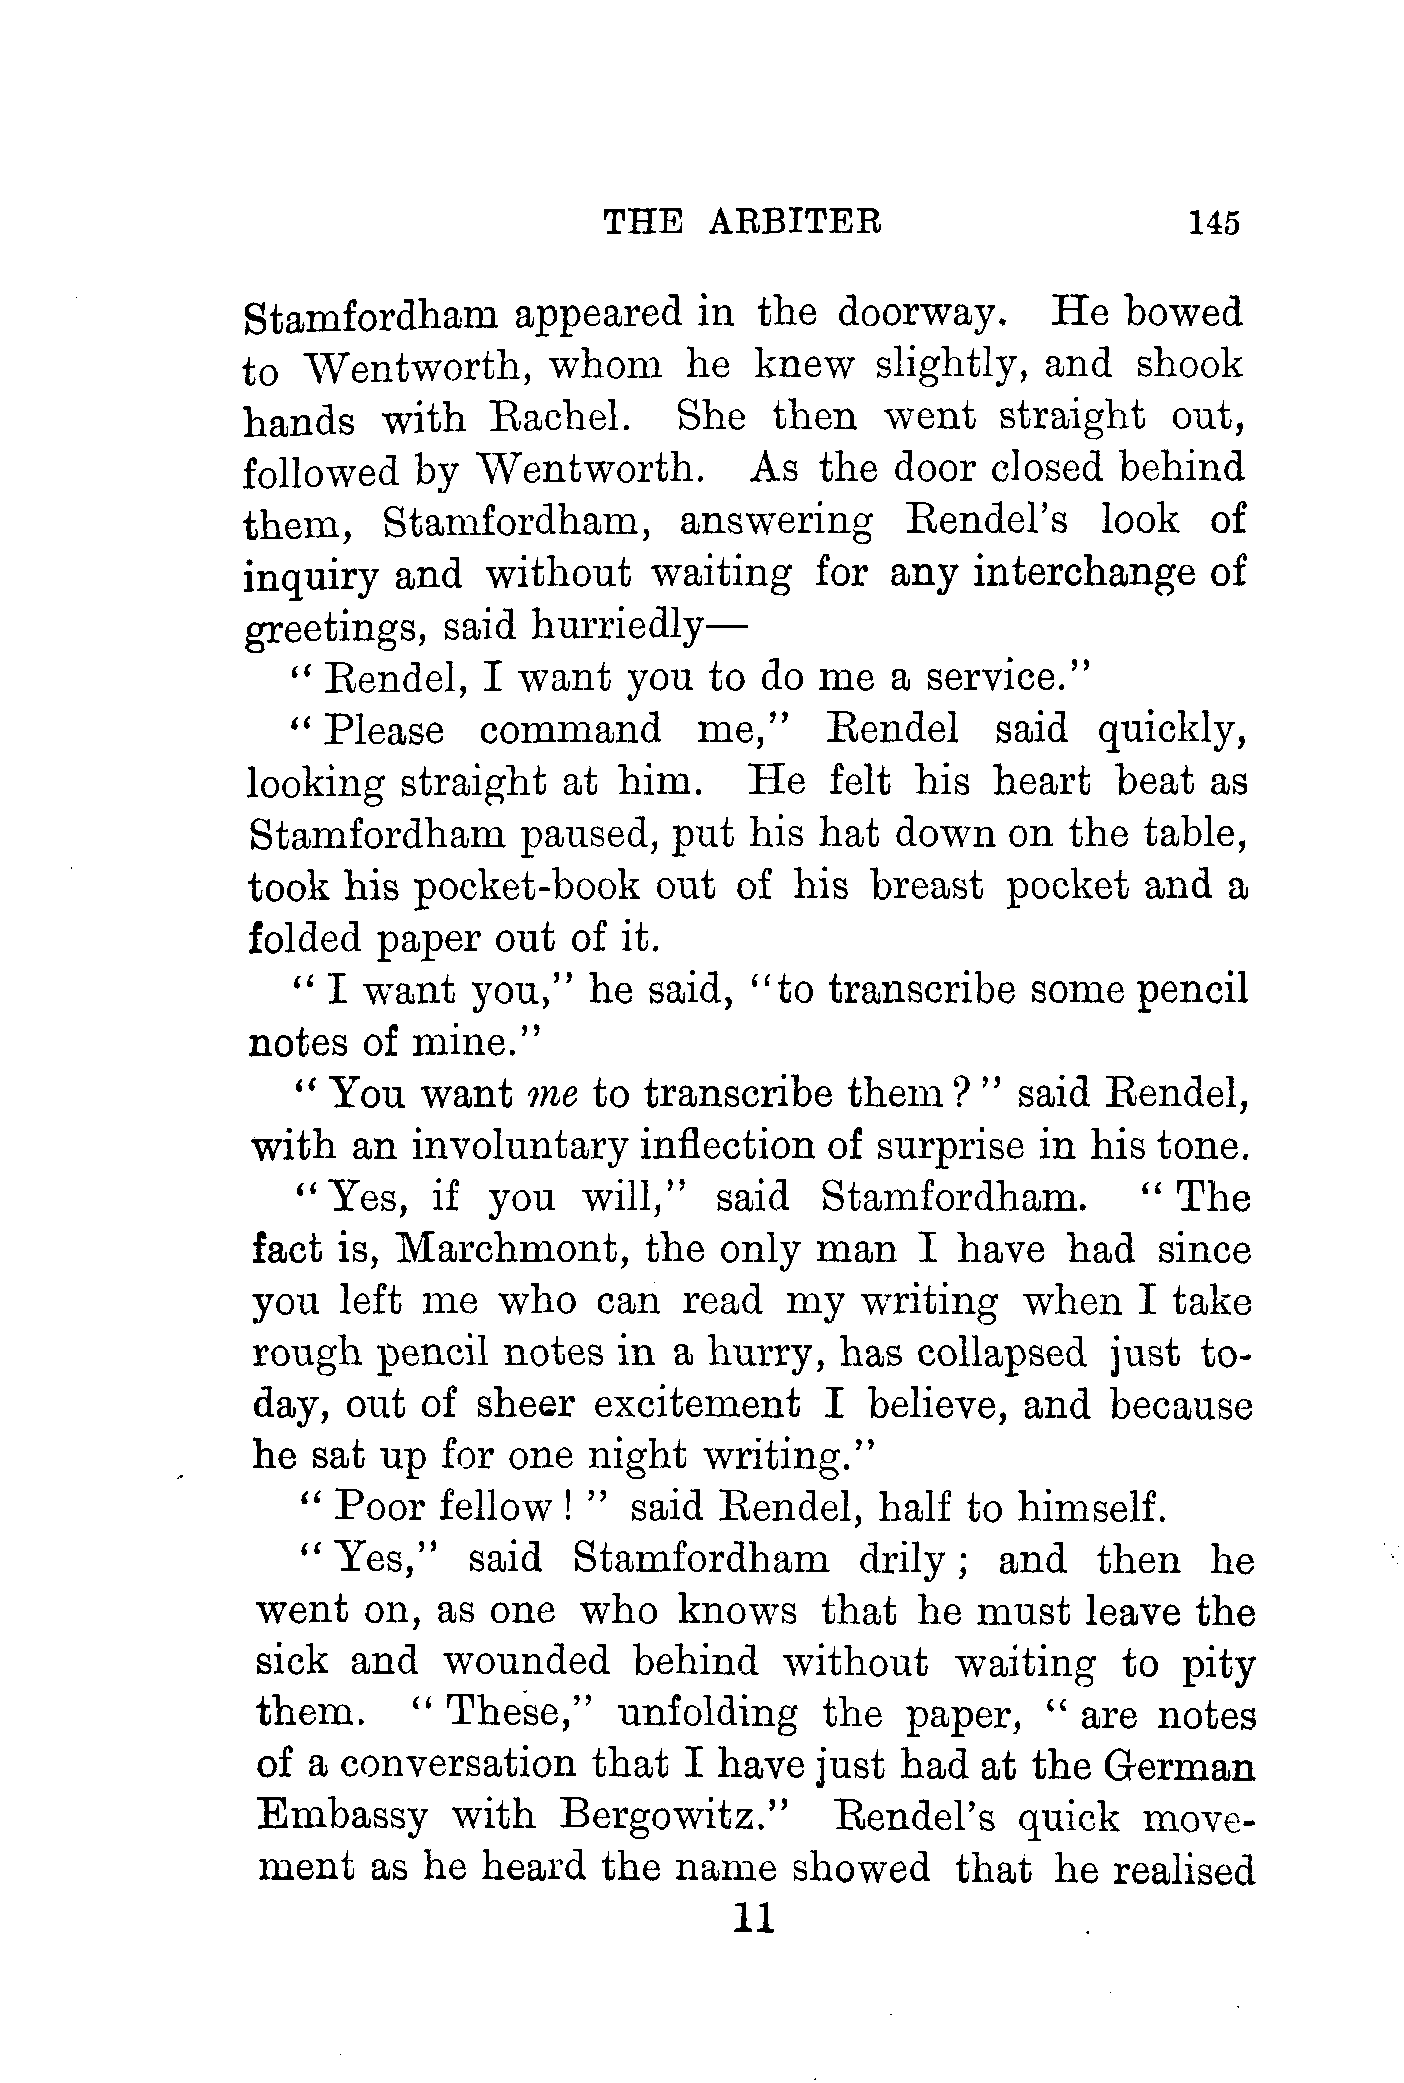 THE ARBITER 145
Stamfordham appeared in the doorway. He bowed
to Wentworth, whom he knew slightly, and shook
hands with Rachel. She then went straight out,
followed by Wentworth. As the door closed behind
them, Stamfordham, answering Rendel's look of
inquiry and without waiting for any interchange of
greetings, said hurriedly—
“ Rendel, I want you to do me a service.”
“ Please command me,” Rendel said quickly,
looking straight at him. He felt his heart beat as
Stamfordham paused, put his hat down on the table,
took his pocket-book out of his breast pocket and a
folded paper out of it.
“ I want you,” he said, “to transcribe some pencil
notes of mine.”
“ You want me to transcribe them ? ” said Rendel,
with an involuntary inflection of surprise in his tone.
“ Yes, if you will,” said Stamfordham. “ The
fact is, Marchmont, the only man I have had since
you left me who can read my writing when I take
rough pencil notes in a hurry, has collapsed just to-
day, out of sheer excitement I believe, and because
he sat up for one night writing.”
“ Poor fellow ! ” said Rendel, half to himself.
“ Yes,” said Stamfordham drily ; and then he
went on, as one who knows that he must leave the
sick and wounded behind without waiting to pity
them. “ These,” unfolding the paper, “ are notes
of a conversation that I have just had at the German
Embassy with Bergowitz.” Rendel's quick move-
ment as he heard the name showed that he realised
11